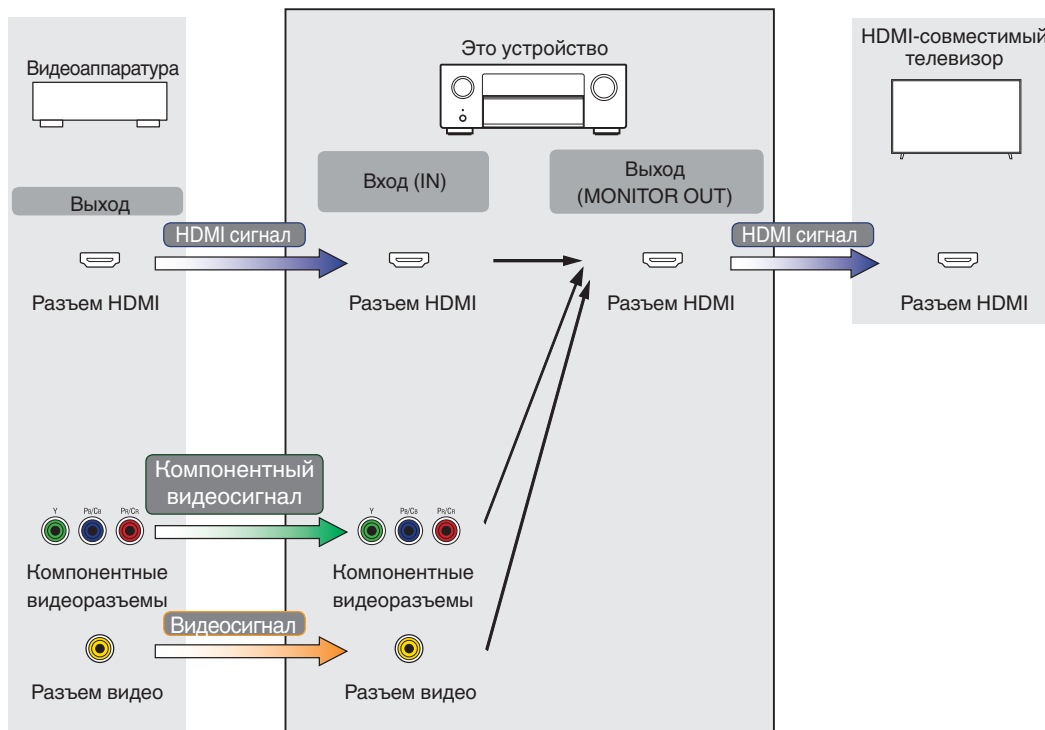 Видеоаппаратура
Это устройство
HDMI-совместимый
телевизор
Выход
Вход (IN)
Выход
(MONITOR OUT)
HDMI сигнал
HDMI сигнал
Разъем HDMI
Разъем HDMI
Разъем HDMI
Разъем HDMI
Компонентный
видеосигнал
Y PB/CB PR/CR
Y PB/CB PR/CR
Компонентные
видеоразъемы
Компонентные
видеоразъемы
Видеосигнал
Разъем видео
Разъем видео